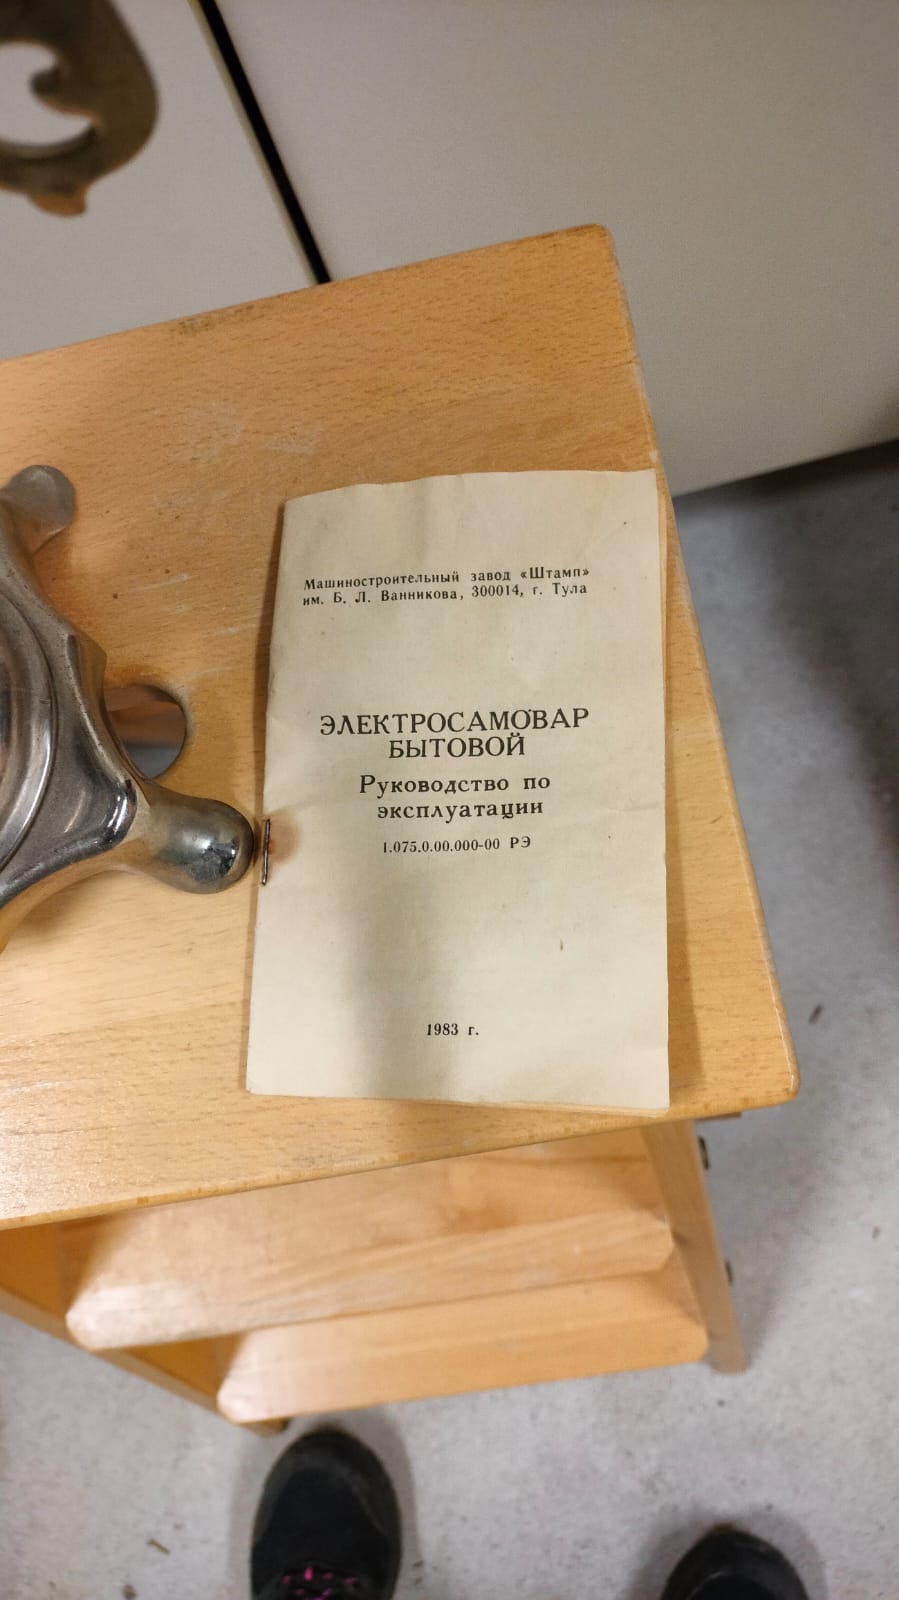 Машиностроительный завод «Штамп»
им. Б. Л. Ванникова, 300014, г. Тула
ЭЛЕКТРОСАМОВАР
БЫТОВОЙ
Руководство по
эксплуатации
1.075.0.00.000-00 РЭ
1983 г.